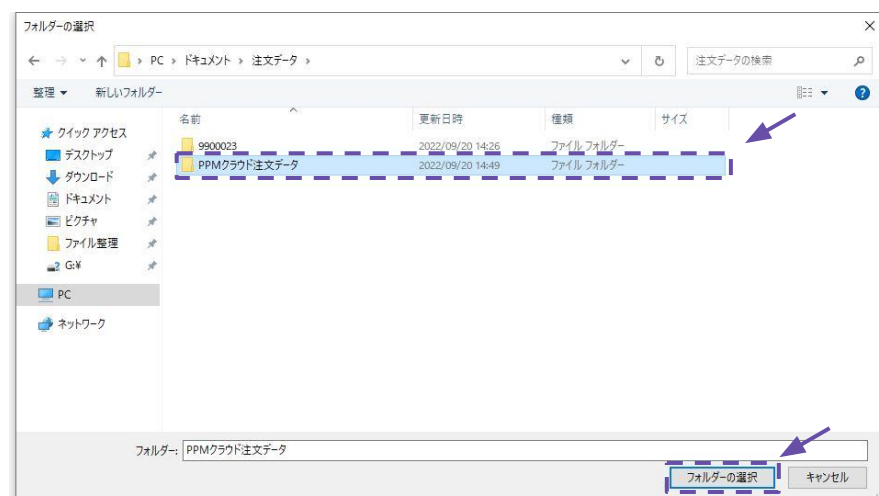 フォルダーの選択
PC › ドキュメント › 注文データ ›
注文データの検索
整理 新しいフォルダー
名前 更新日時 種類 サイズ
クイック アクセス
9900023 2022/09/20 14:26 ファイル フォルダー
デスクトップ
PPMクラウド注文データ 2022/09/20 14:49 ファイル フォルダー
ダウンロード
ドキュメント
ピクチャ
ファイル整理
G:¥
PC
ネットワーク
フォルダー: PPMクラウド注文データ
フォルダーの選択 キャンセル